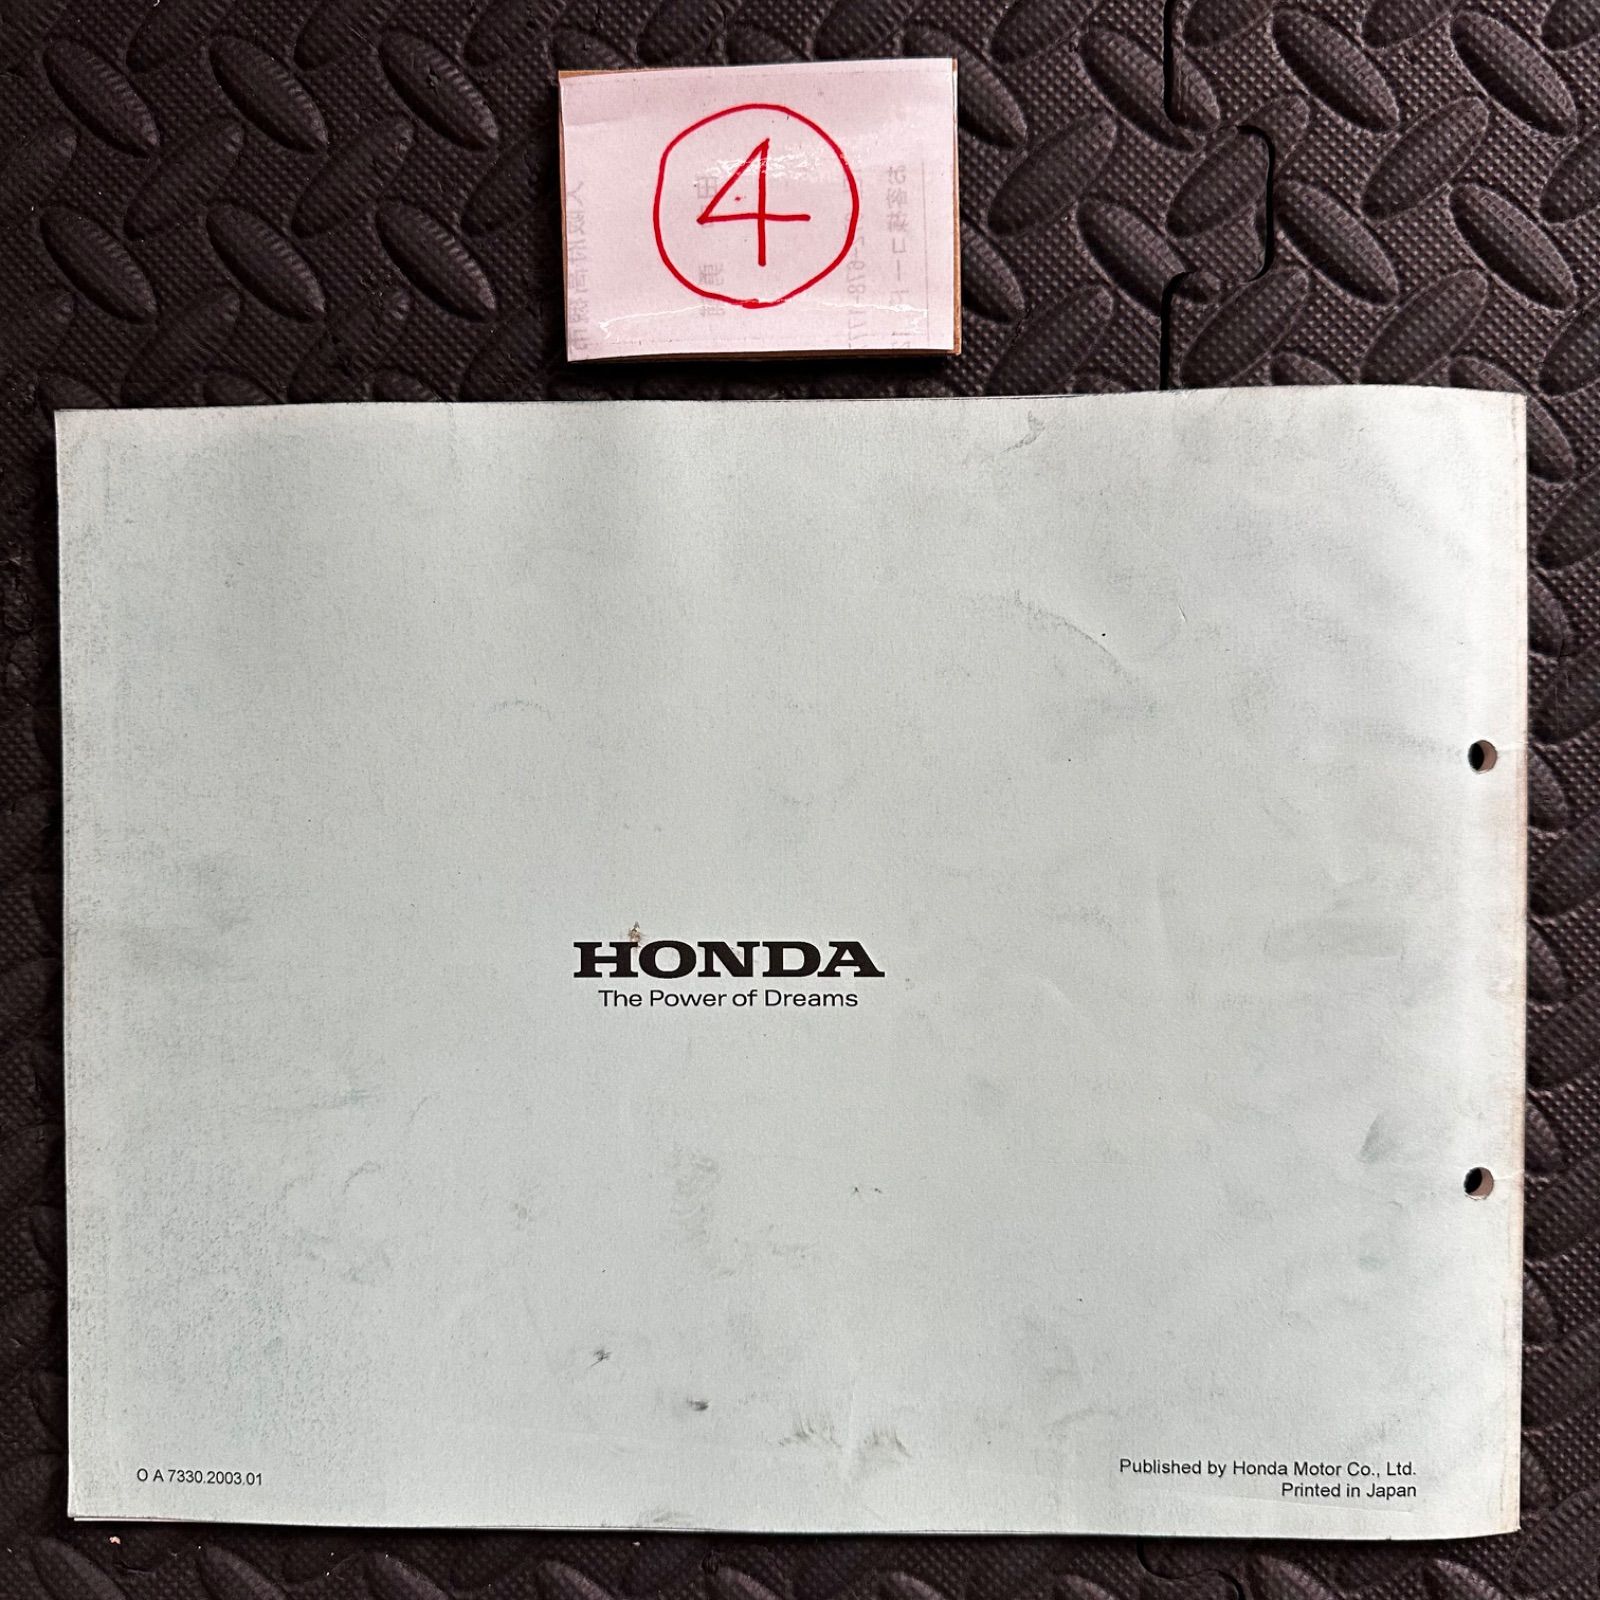 ④
HONDA
The Power of Dreams
O A 7330.2003.01
Published by Honda Motor Co., Ltd.
Printed in Japan